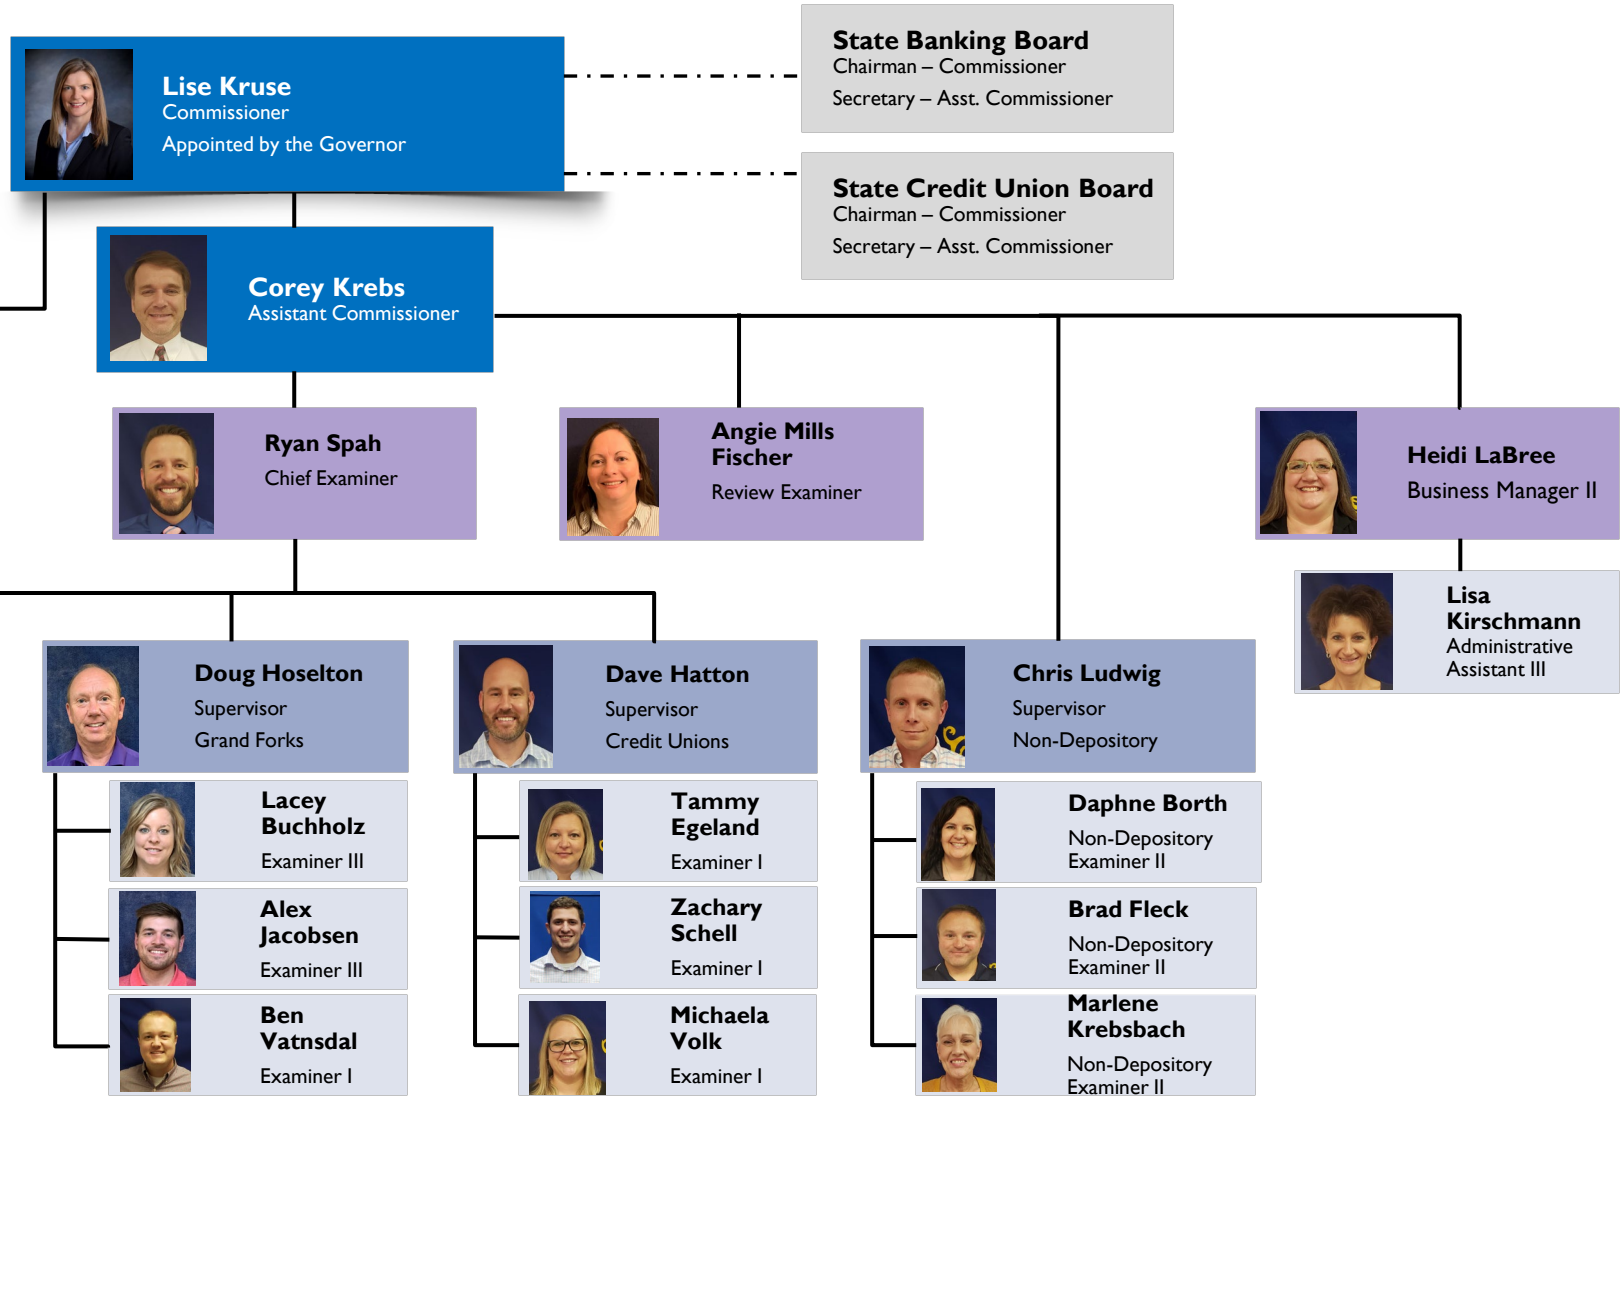 State Banking Board
Chairman – Commissioner
Secretary – Asst. Commissioner
Lise Kruse
Commissioner
Appointed by the Governor
State Credit Union Board
Chairman – Commissioner
Secretary – Asst. Commissioner
Corey Krebs
Assistant Commissioner
Ryan Spah
Chief Examiner
Angie Mills
Fischer
Review Examiner
Heidi LaBree
Business Manager II
Lisa
Kirschmann
Administrative
Assistant III
Doug Hoselton
Supervisor
Grand Forks
Dave Hatton
Supervisor
Credit Unions
Chris Ludwig
Supervisor
Non-Depository
Lacey
Buchholz
Examiner III
Tammy
Egeland
Examiner I
Daphne Borth
Non-Depository
Examiner II
Alex
Jacobsen
Examiner III
Zachary
Schell
Examiner I
Brad Fleck
Non-Depository
Examiner II
Ben
Vatnsdal
Examiner I
Michaela
Volk
Examiner I
Marlene
Krebsbach
Non-Depository
Examiner II